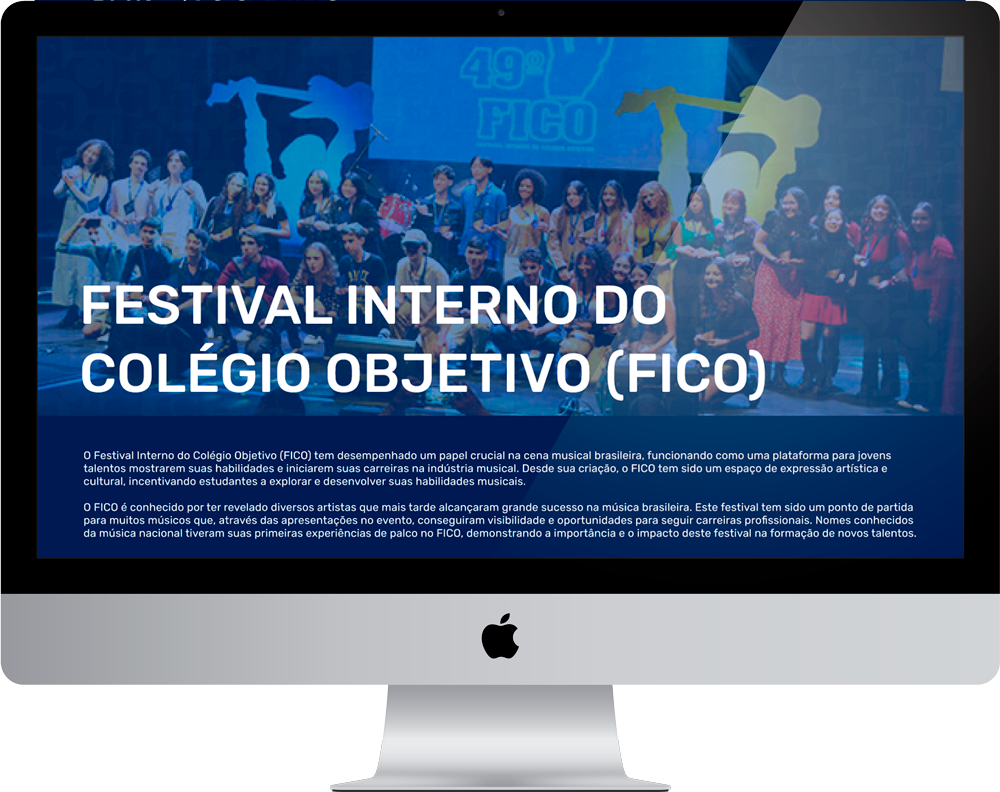 49º
FICO
FESTIVAL INTERNO DO
COLÉGIO OBJETIVO (FICO)
O Festival Interno do Colégio Objetivo (FICO) tem desempenhado um papel crucial na cena musical brasileira, funcionando como uma plataforma para jovens
talentos mostrarem suas habilidades e iniciarem suas carreiras na indústria musical. Desde sua criação, o FICO tem sido um espaço de expressão artística e
cultural, incentivando estudantes a explorar e desenvolver suas habilidades musicais.
O FICO é conhecido por ter revelado diversos artistas que mais tarde alcançaram grande sucesso na música brasileira. Este festival tem sido um ponto de partida
para muitos músicos que, através das apresentações no evento, conseguiram visibilidade e oportunidades para seguir carreiras profissionais. Nomes conhecidos
da música nacional tiveram suas primeiras experiências de palco no FICO, demonstrando a importância e o impacto deste festival na formação de novos talentos.